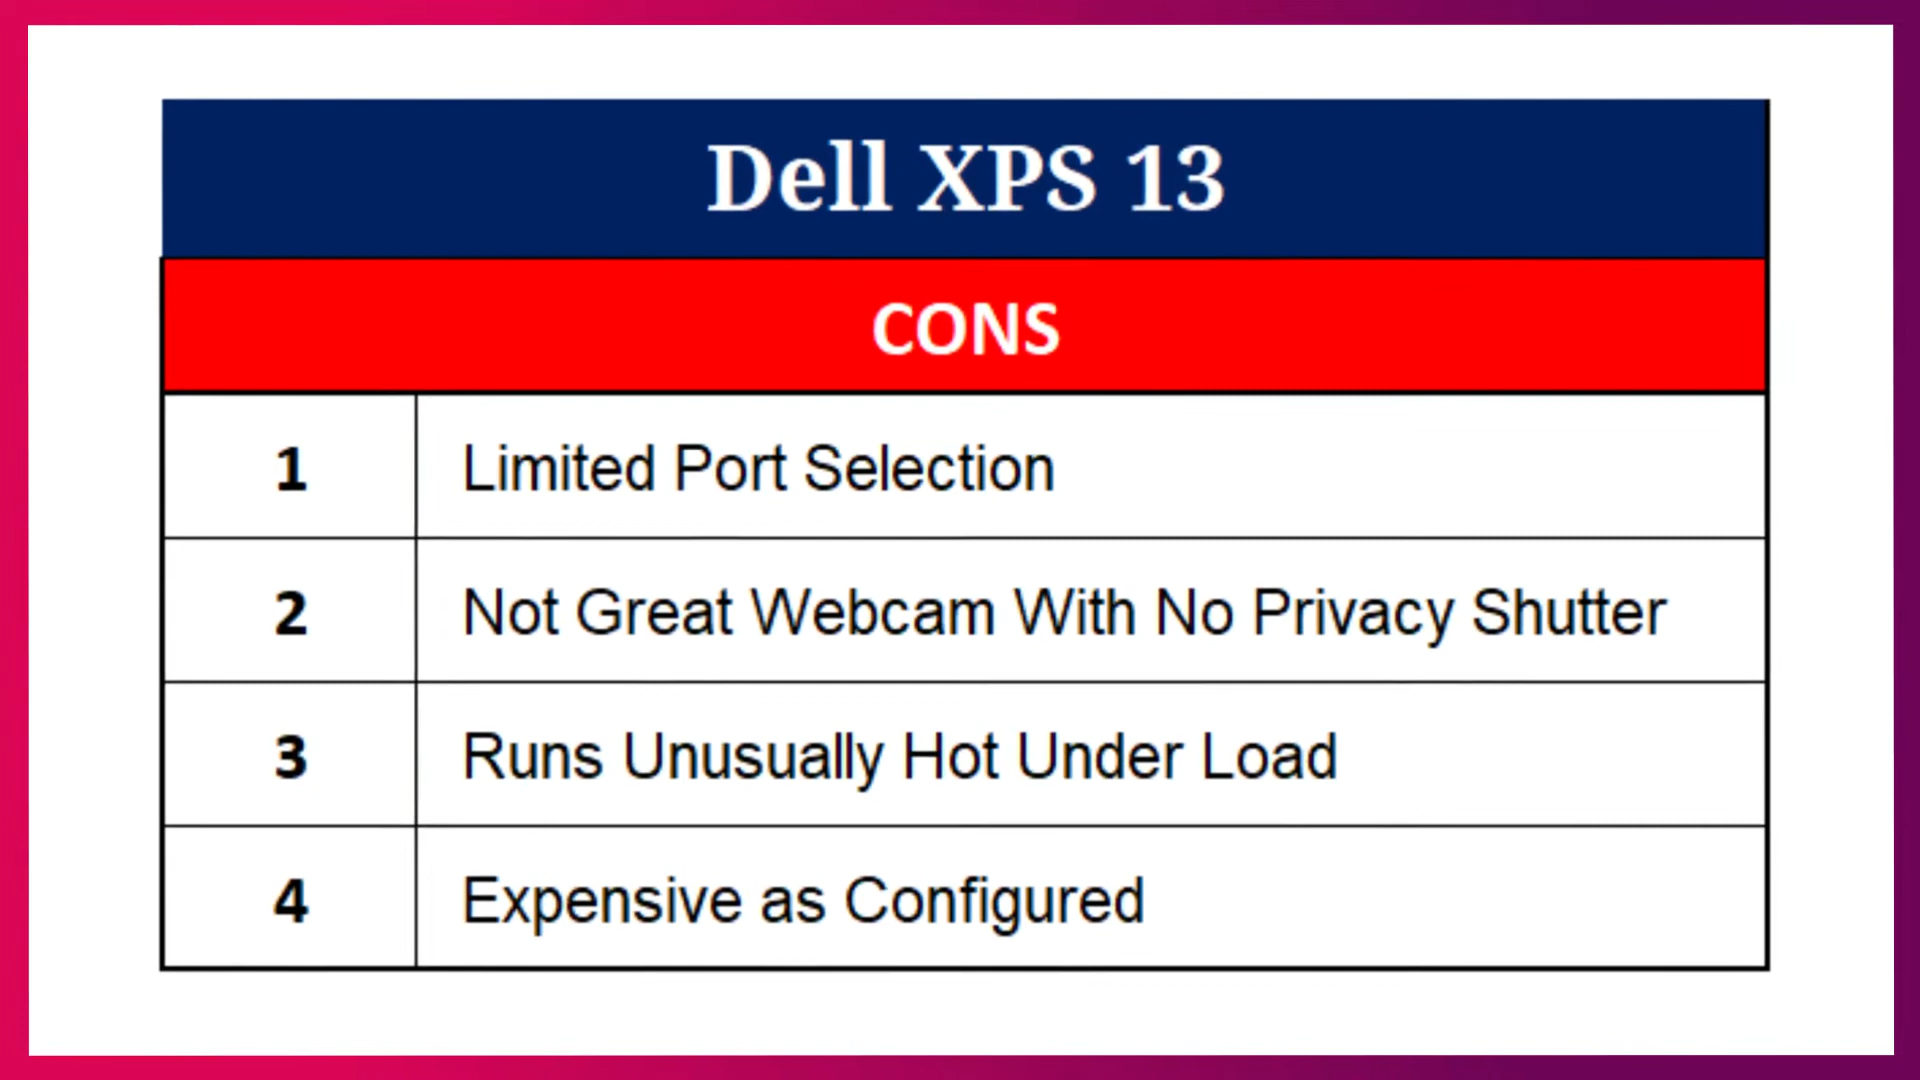 Dell XPS 13
CONS
1 Limited Port Selection
2 Not Great Webcam With No Privacy Shutter
3 Runs Unusually Hot Under Load
4 Expensive as Configured